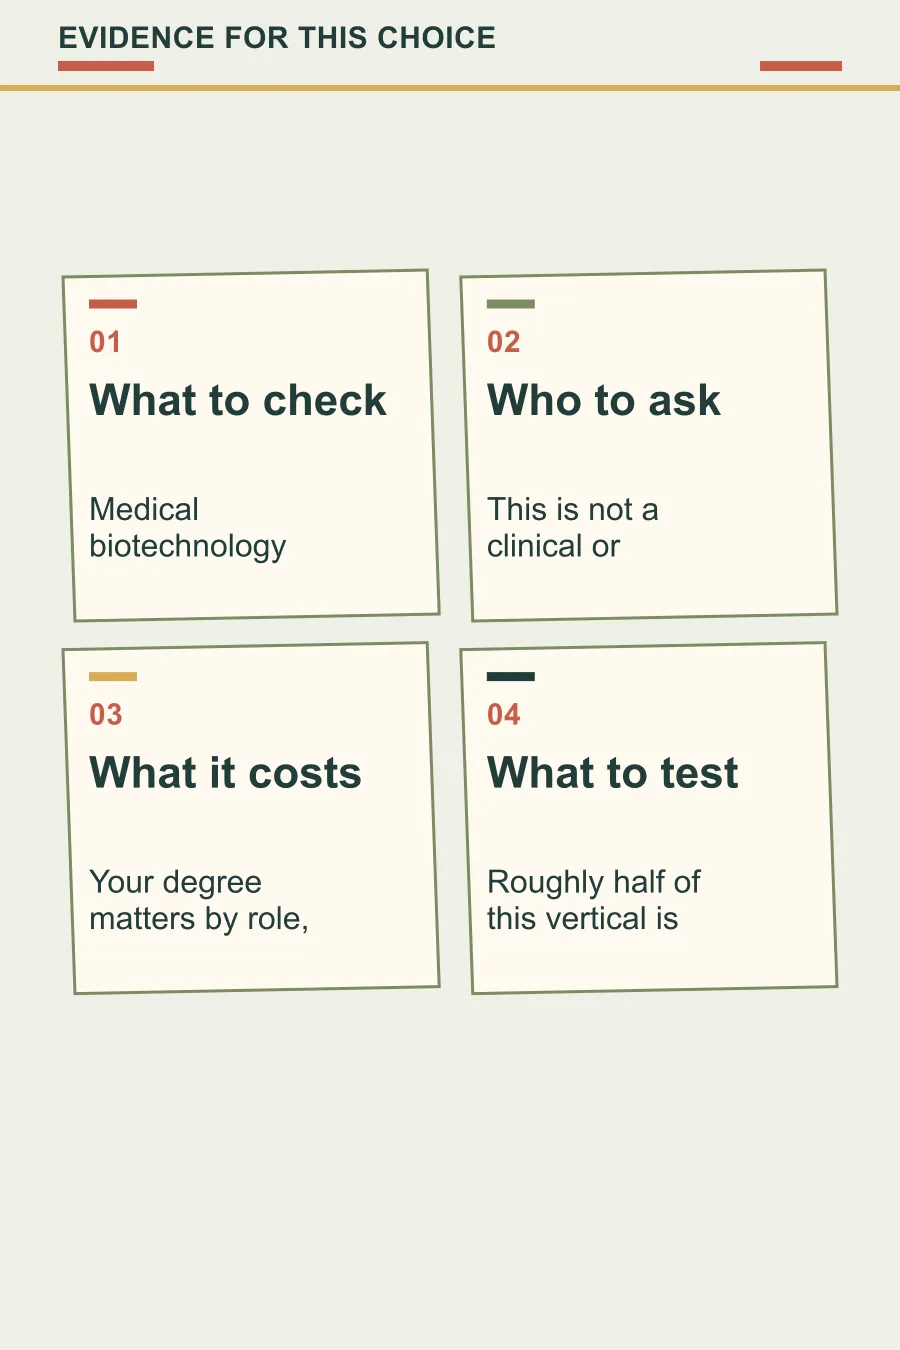 EVIDENCE FOR THIS CHOICE
01
What to check
Medical
biotechnology
02
Who to ask
This is not a
clinical or
03
What it costs
Your degree
matters by role,
04
What to test
Roughly half of
this vertical is